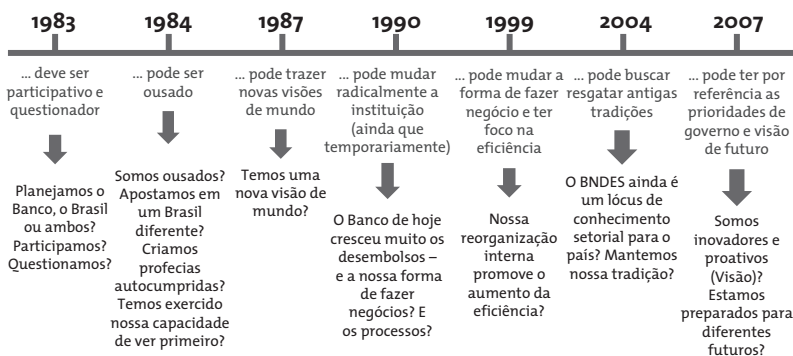 1983
1984
1987
1990
1999
2004
2007
... deve ser
participativo e
questionador
... pode ser
ousado
... pode trazer
novas visões
de mundo
... pode mudar
radicalmente a
instituição
(ainda que
temporariamente)
... pode mudar a
forma de fazer
negócio e ter
foco na
eficiência
... pode buscar
resgatar antigas
tradições
... pode ter por
referência as
prioridades de
governo e visão
de futuro
Planejamos o
Banco, o Brasil
ou ambos?
Participamos?
Questionamos?
Somos ousados?
Apostamos em
um Brasil
diferente?
Criamos
profecias
autocumpridas?
Temos exercido
nossa capacidade
de ver primeiro?
Temos uma
nova visão de
mundo?
O Banco de hoje
cresceu muito os
desembolsos –
e a nossa forma
de fazer
negócios? E
os processos?
Nossa
reorganização
interna
promove o
aumento da
eficiência?
O BNDES ainda é
um lócus de
conhecimento
setorial para o
país? Mantemos
nossa tradição?
Somos
inovadores e
proativos
(Visão)?
Estamos
preparados para
diferentes
futuros?